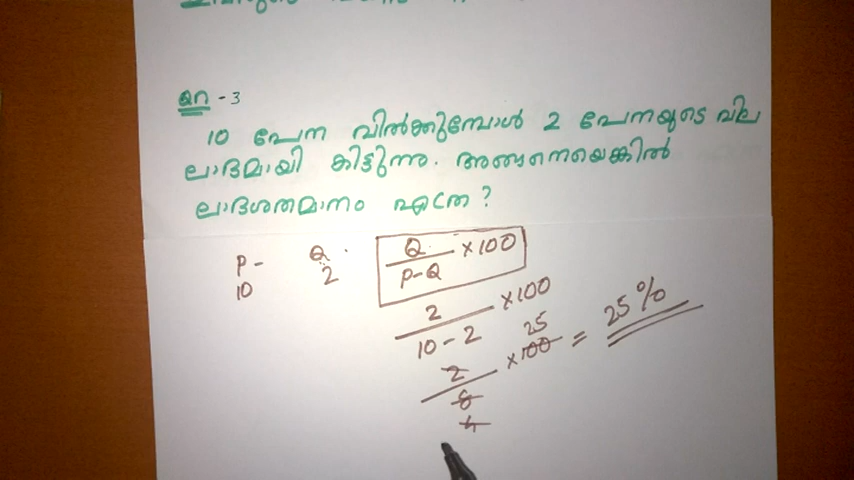 Qn - 3
10 പേന വിൽക്കുമ്പോൾ 2 പേനയുടെ വില
ലാഭമായി കിട്ടുന്നു. അങ്ങനെയെങ്കിൽ
ലാഭശതമാനം എത്ര?
P - Q.
10 2
Q / P-Q × 100
2 / 10 - 2 × 100
2 / 8 × 100 = 25%
25
4